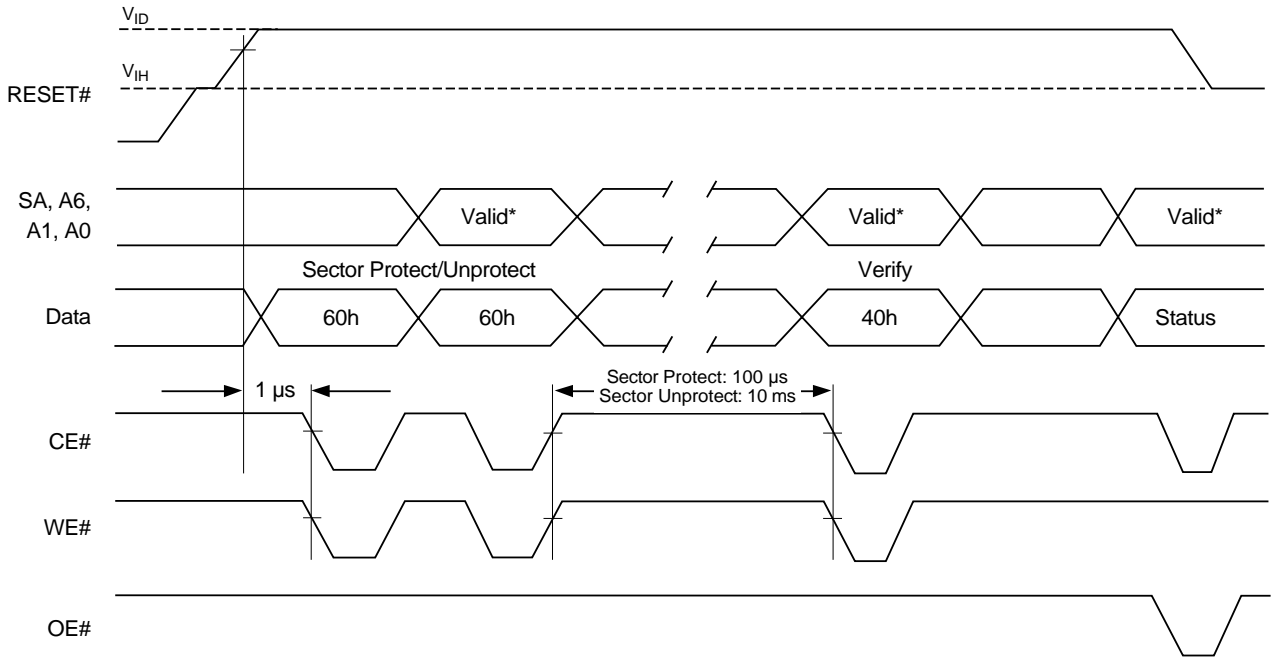 VID
VIH
RESET#
SA, A6,
A1, A0
Valid*
Valid*
Valid*
Sector Protect/Unprotect
Verify
Data
60h
60h
40h
Status
1 µs
Sector Protect: 100 µs
Sector Unprotect: 10 ms
CE#
WE#
OE#